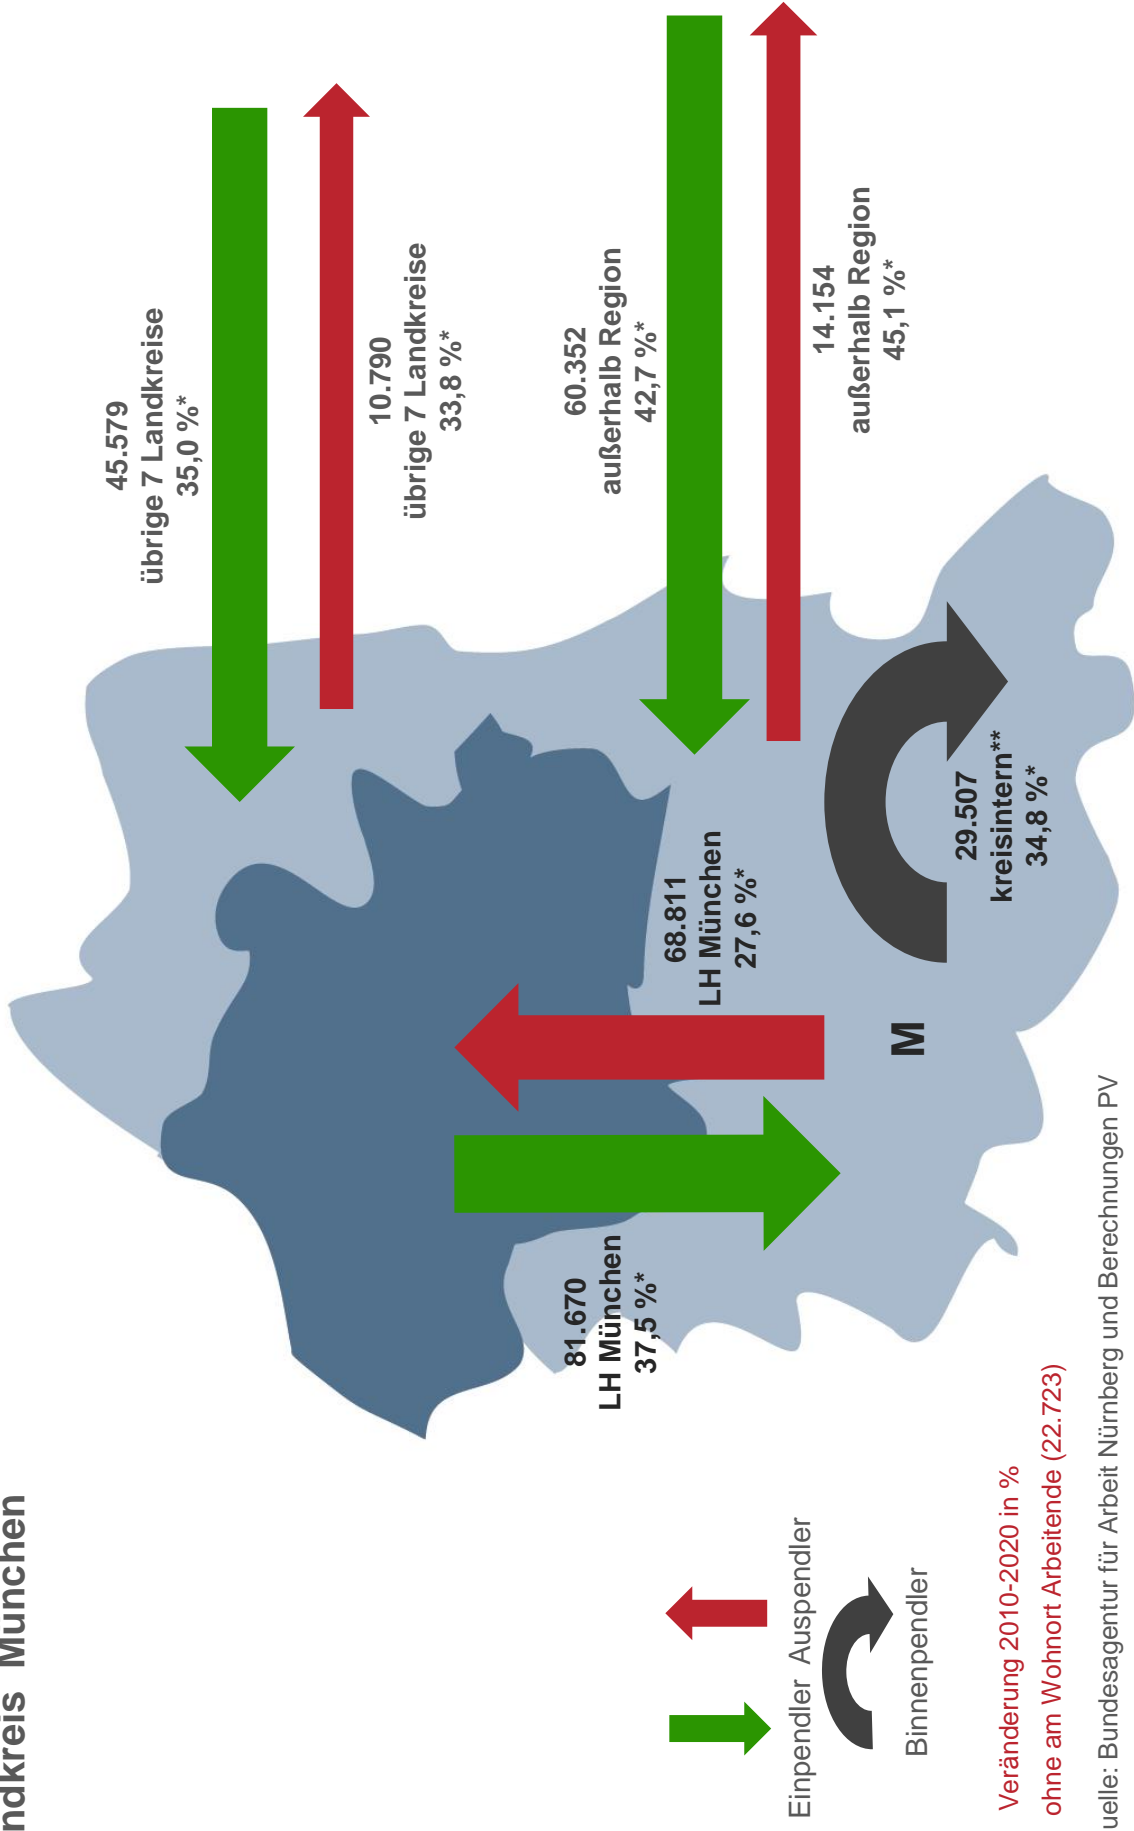 ndkreis München
45.579
übrige 7 Landkreise
35,0 %*
10.790
übrige 7 Landkreise
33,8 %*
60.352
außerhalb Region
42,7 %*
14.154
außerhalb Region
45,1 %*
68.811
LH München
27,6 %*
81.670
LH München
37,5 %*
M
29.507
kreisintern**
34,8 %*
Einpendler Auspendler
Binnenpendler
Veränderung 2010-2020 in %
ohne am Wohnort Arbeitende (22.723)
uelle: Bundesagentur für Arbeit Nürnberg und Berechnungen PV